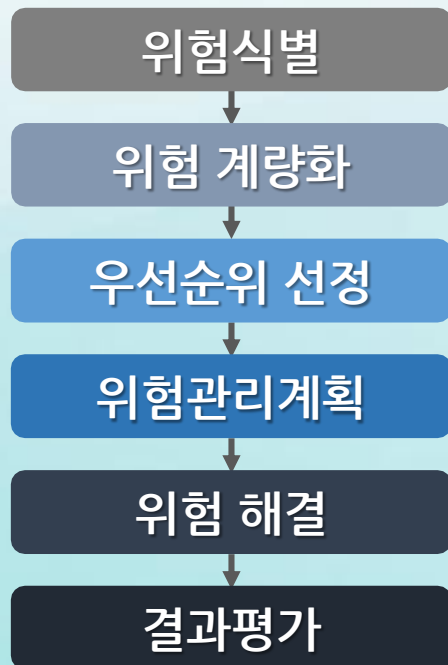 위험식별
위험 계량화
우선순위 선정
위험관리계획
위험 해결
결과평가